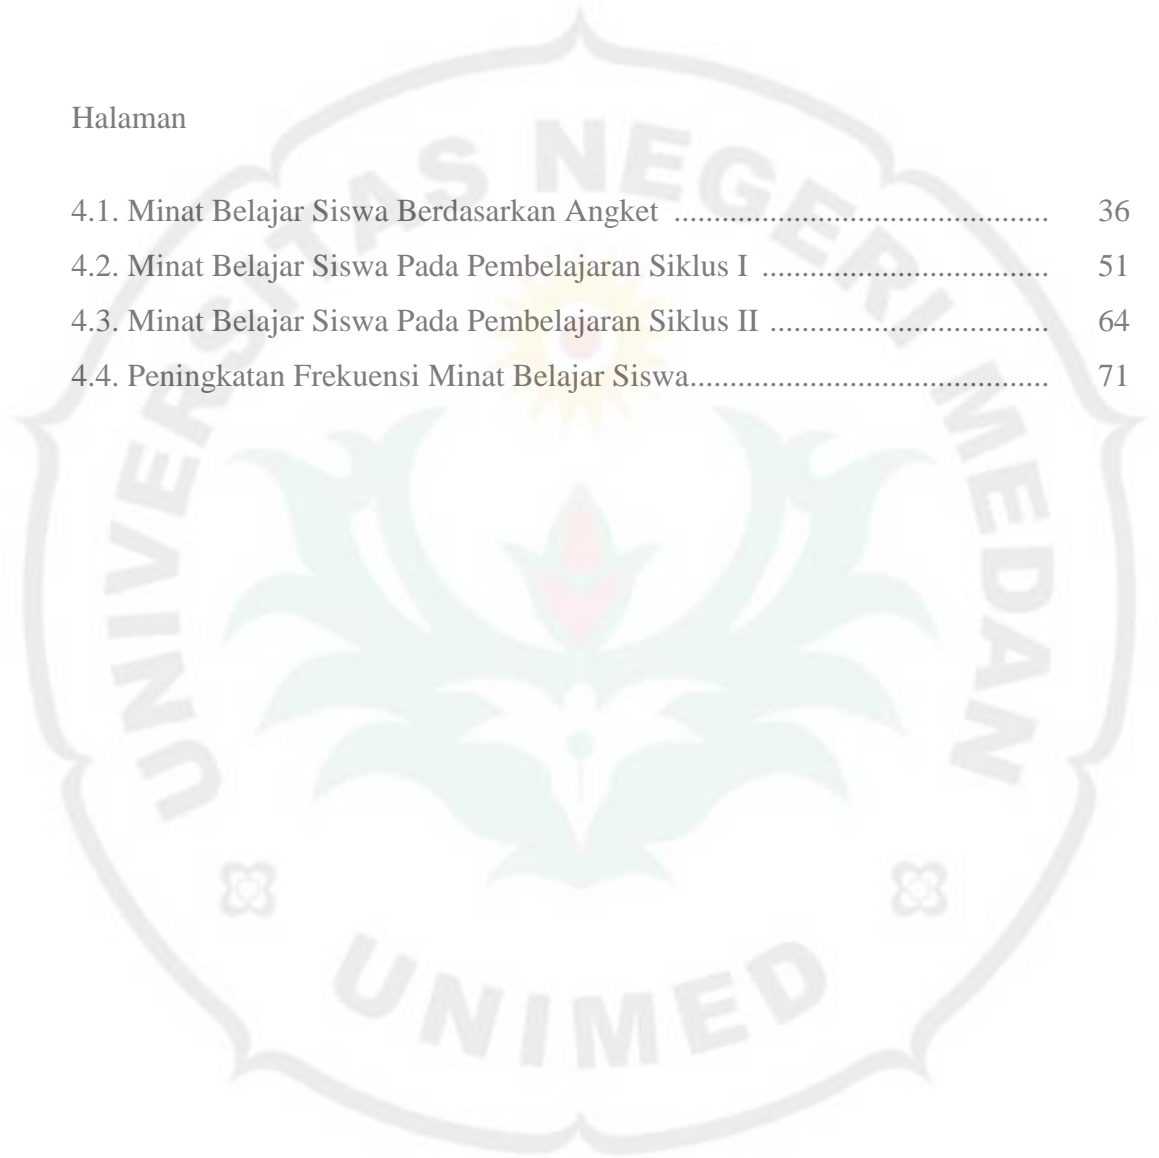 Halaman
4.1. Minat Belajar Siswa Berdasarkan Angket ............................................. 36
4.2. Minat Belajar Siswa Pada Pembelajaran Siklus I .................................. 51
4.3. Minat Belajar Siswa Pada Pembelajaran Siklus II ................................. 64
4.4. Peningkatan Frekuensi Minat Belajar Siswa........................................... 71
UNIVERSITAS NEGERI MEDAN
UNIMED